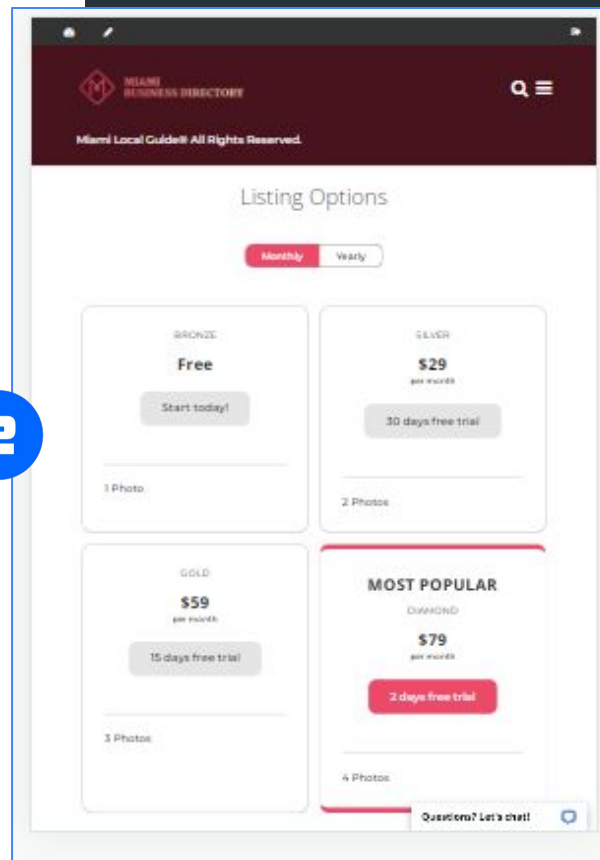 MIAMI
BUSINESS DIRECTORY
Miami Local Guide® All Rights Reserved.
Listing Options
Monthly
Yearly
BRONZE
Free
Start today!
1 Photo
SILVER
$29
per month
30 days free trial
2 Photos
GOLD
$59
per month
15 days free trial
3 Photos
MOST POPULAR
DIAMOND
$79
per month
2 days free trial
4 Photos
Questions? Let's chat!